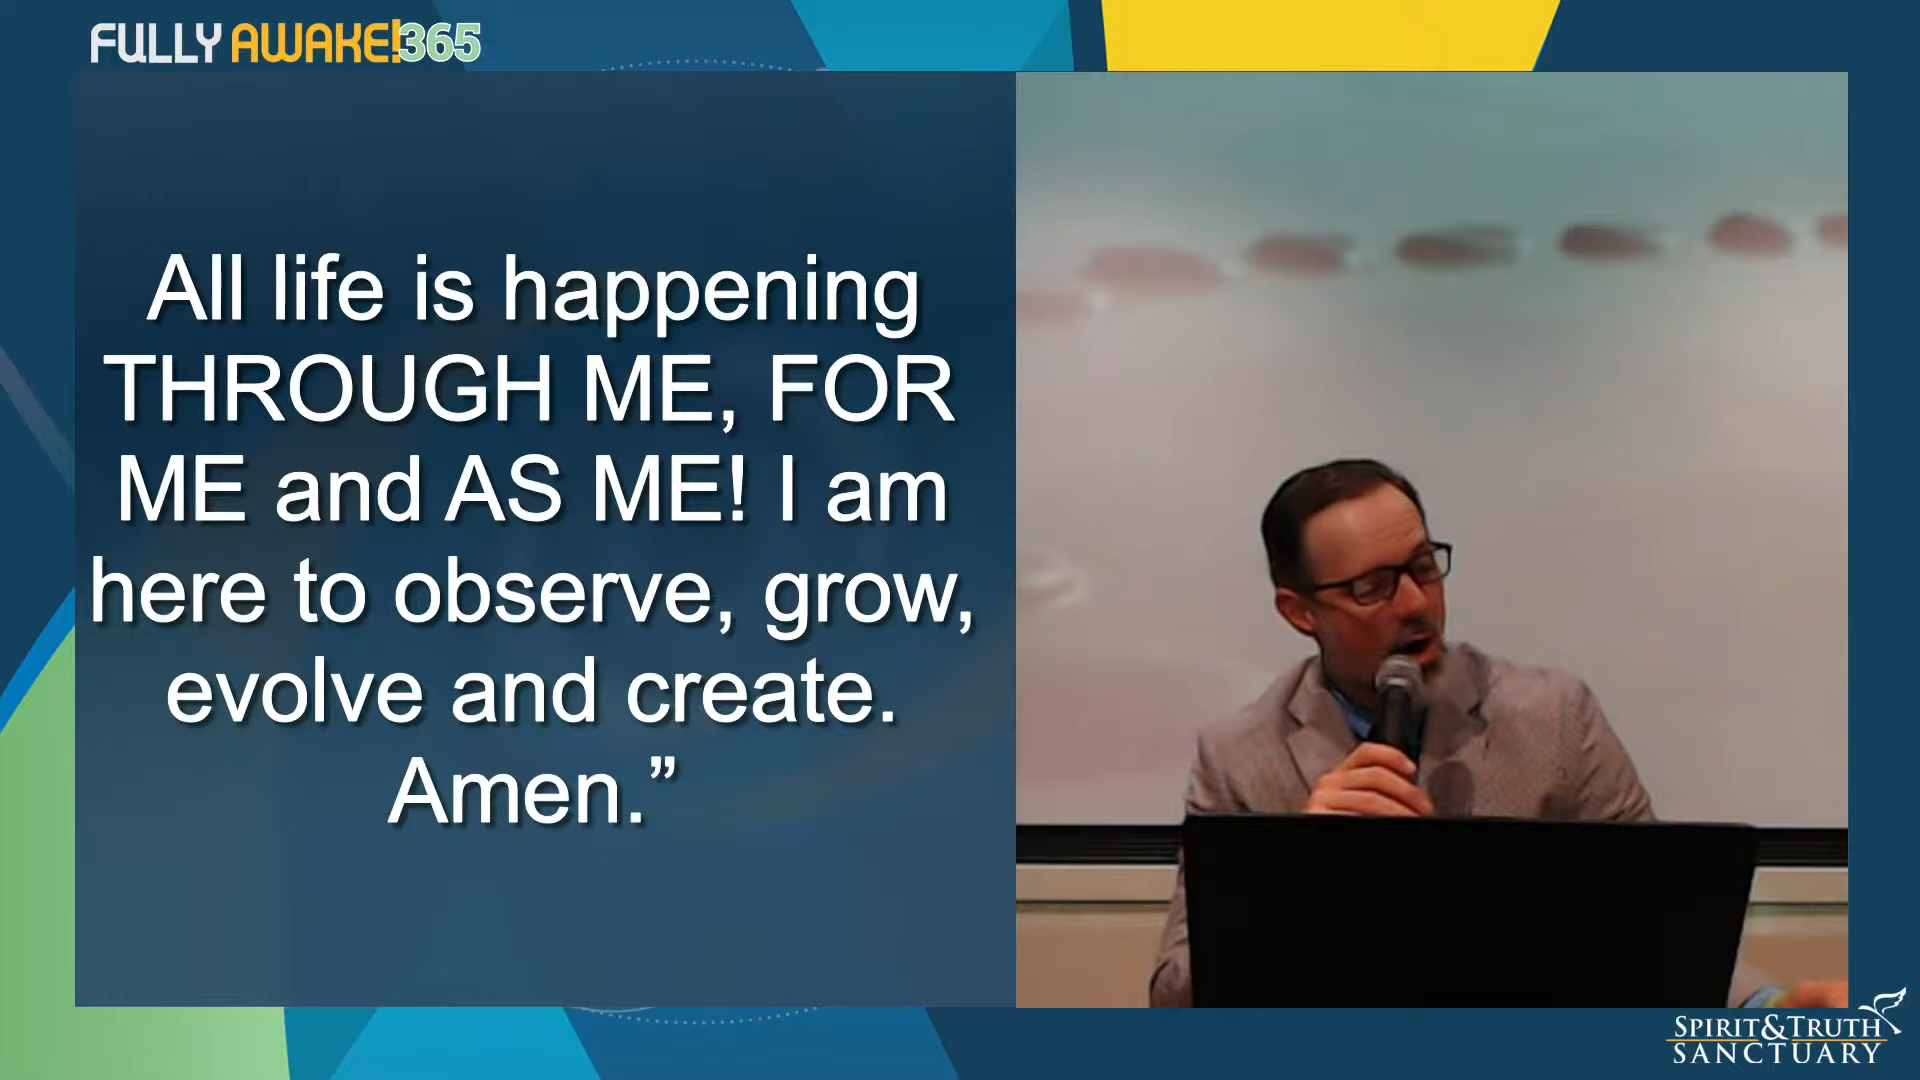 FULLY AWAKE!365
All life is happening
THROUGH ME, FOR
ME and AS ME! I am
here to observe, grow,
evolve and create.
Amen.”
SPIRIT&TRUTH
SANCTUARY